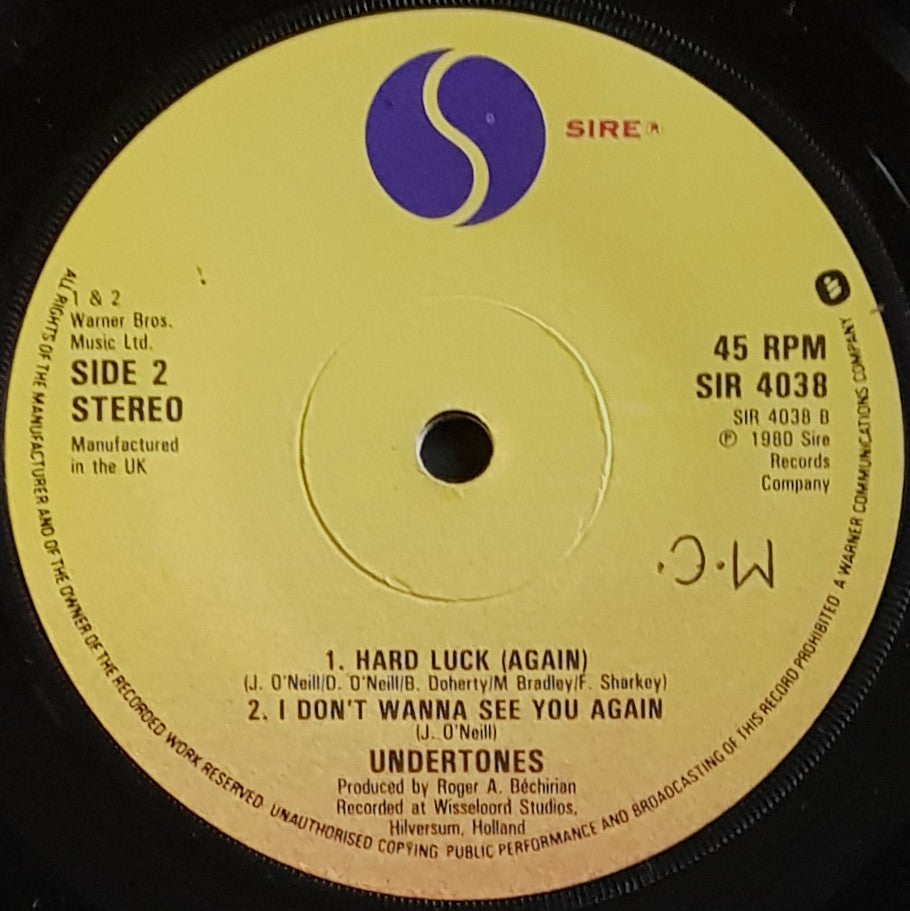 SIRE®
1 & 2
Warner Bros.
Music Ltd.
SIDE 2
STEREO
Manufactured
in the UK
45 RPM
SIR 4038
SIR 4038 B
℗ 1980 Sire
Records
Company
M.C.
1. HARD LUCK (AGAIN)
(J. O'Neill/D. O'Neill/B. Doherty/M Bradley/F. Sharkey)
2. I DON'T WANNA SEE YOU AGAIN
(J. O'Neill)
UNDERTONES
Produced by Roger A. Béchirian
Recorded at Wisseloord Studios,
Hilversum, Holland
ALL RIGHTS OF THE MANUFACTURER AND OF THE OWNER OF THE RECORDED WORK RESERVED. UNAUTHORISED COPYING PUBLIC PERFORMANCE AND BROADCASTING OF THIS RECORD PROHIBITED A WARNER COMMUNICATIONS COMPANY